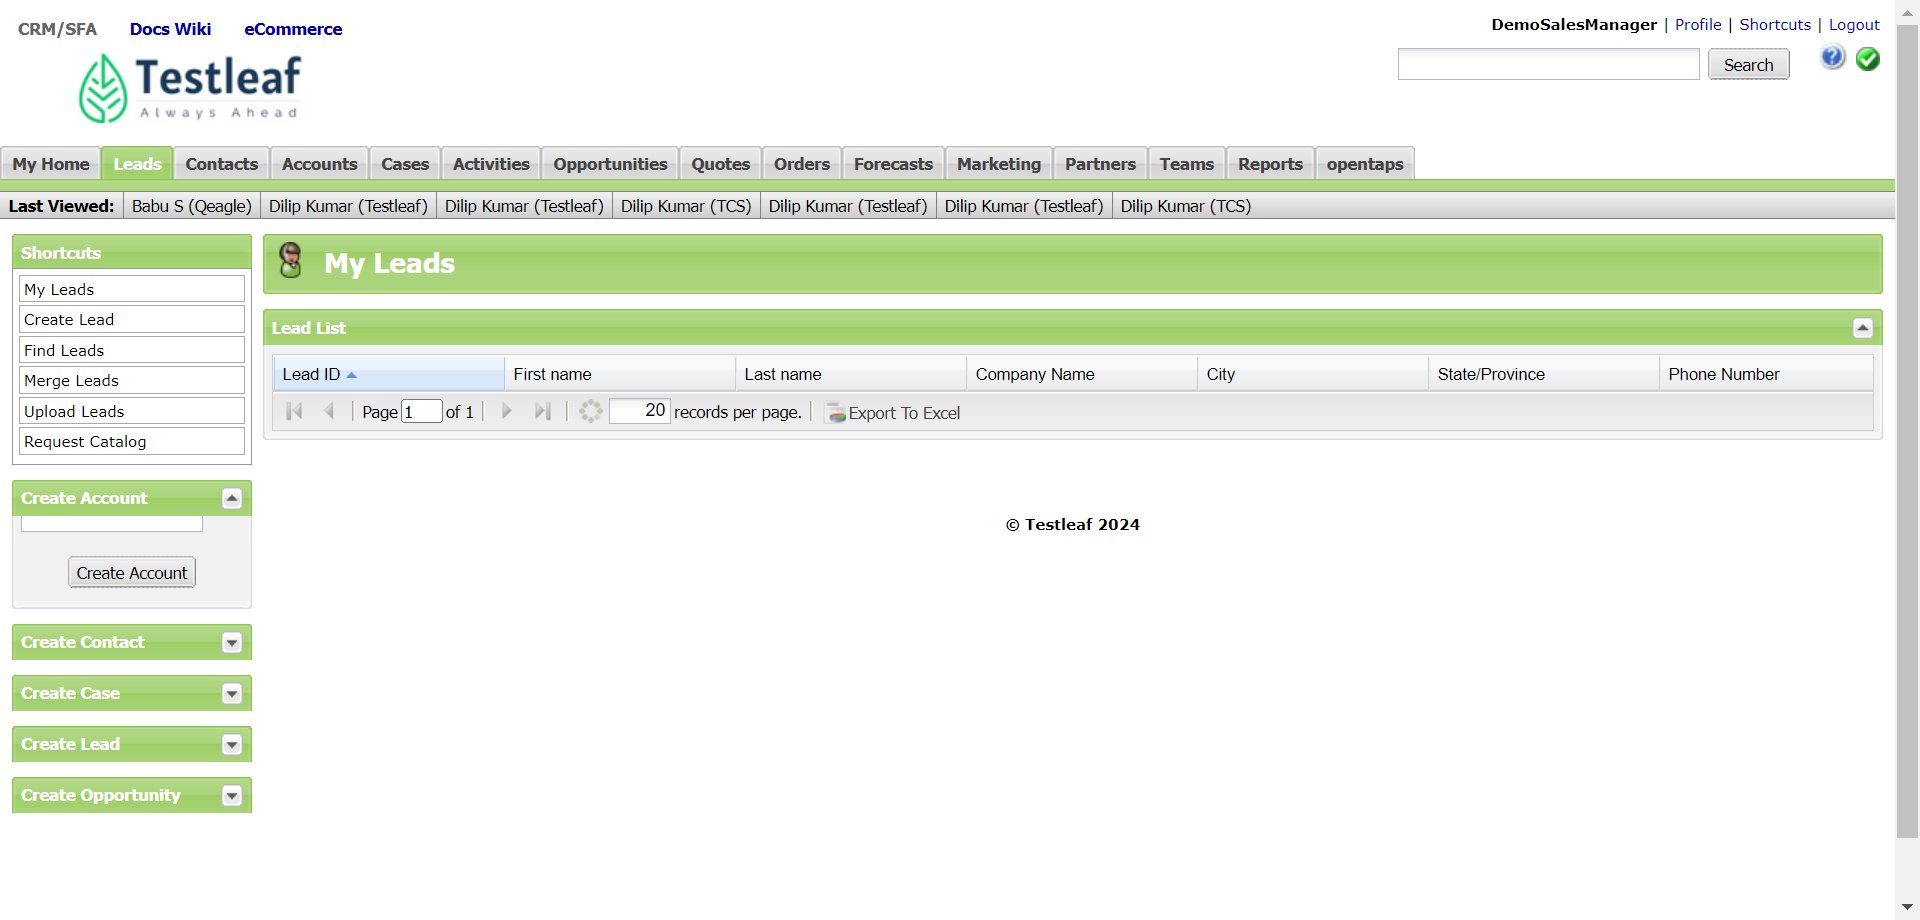 CRM/SFA Docs Wiki eCommerce
DemoSalesManager | Profile | Shortcuts | Logout
Testleaf
Always Ahead
Search
My Home Leads Contacts Accounts Cases Activities Opportunities Quotes Orders Forecasts Marketing Partners Teams Reports opentaps
Last Viewed: Babu S (Qeagle) Dilip Kumar (Testleaf) Dilip Kumar (Testleaf) Dilip Kumar (TCS) Dilip Kumar (Testleaf) Dilip Kumar (Testleaf) Dilip Kumar (TCS)
Shortcuts
My Leads
Create Lead
Find Leads
Merge Leads
Upload Leads
Request Catalog
Create Account
Create Account
Create Contact
Create Case
Create Lead
Create Opportunity
My Leads
Lead List
Lead ID First name Last name Company Name City State/Province Phone Number
Page 1 of 1 20 records per page. Export To Excel
© Testleaf 2024